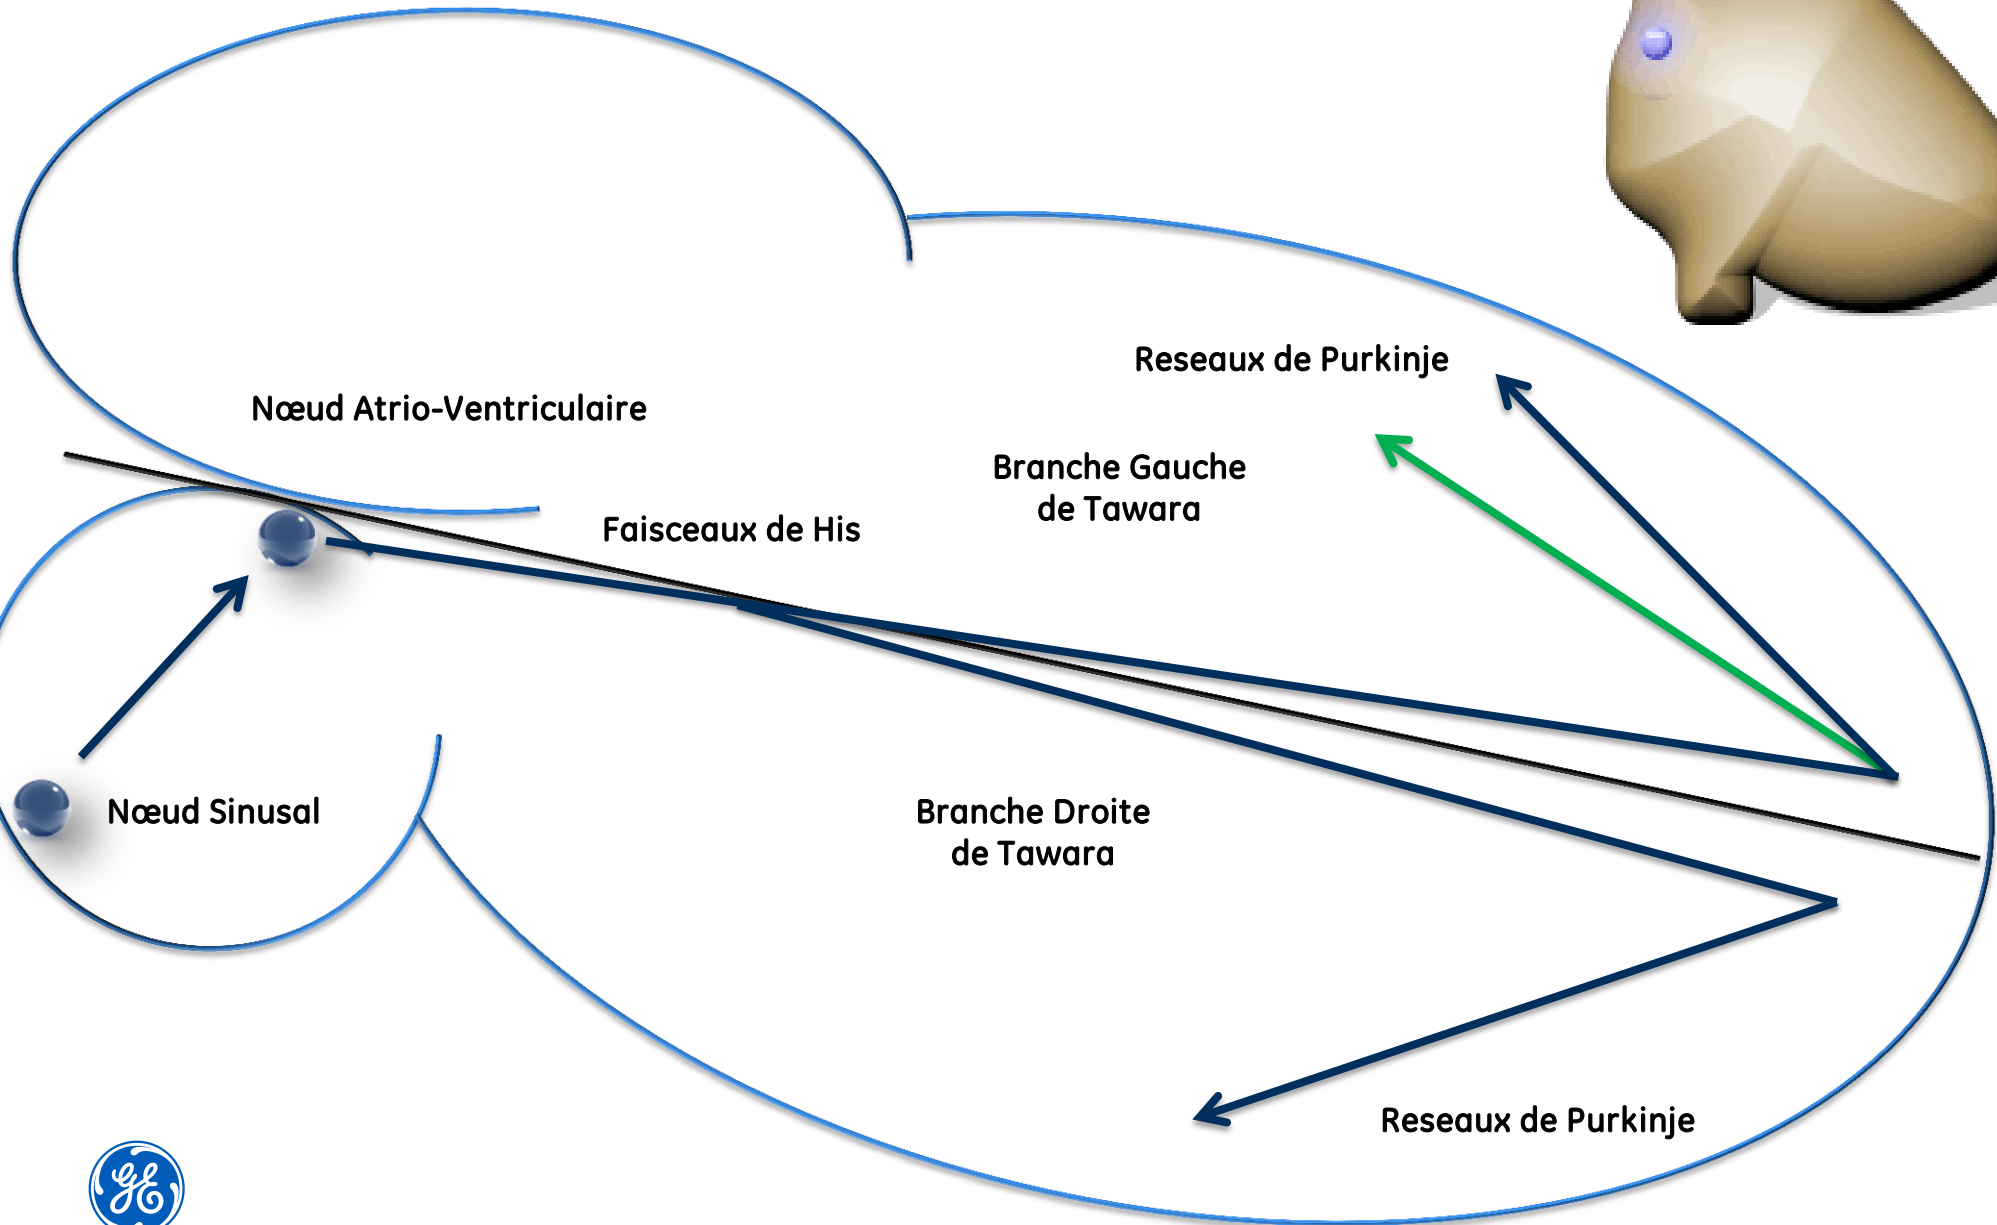 Reseaux de Purkinje
Nœud Atrio-Ventriculaire
Branche Gauche
de Tawara
Faisceaux de His
Nœud Sinusal
Branche Droite
de Tawara
Reseaux de Purkinje
GE